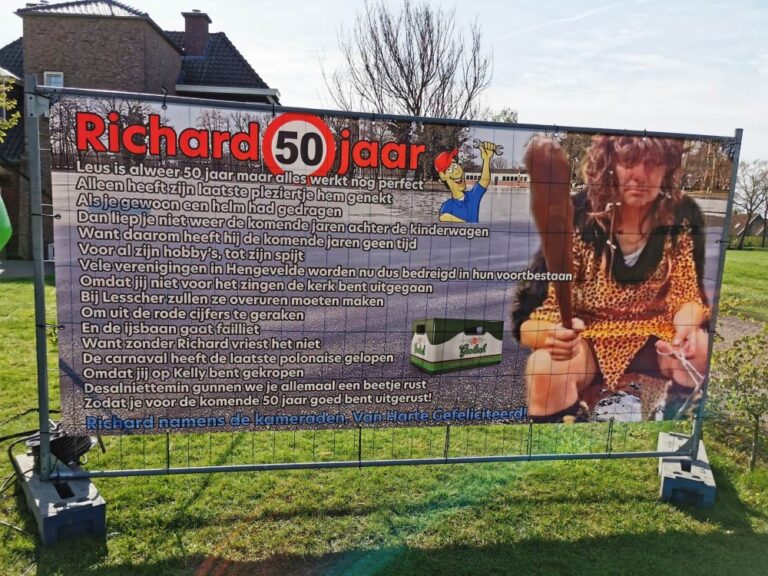 Richard 50 jaar
Leus is alweer 50 jaar maar alles werkt nog perfect
Alleen heeft zijn laatste pleziertje hem genekt
Als je gewoon een helm had gedragen
Dan liep je niet weer de komende jaren achter de kinderwagen
Want daarom heeft hij de komende jaren geen tijd
Voor al zijn hobby's, tot zijn spijt
Vele verenigingen in Hengevelde worden nu dus bedreigd in hun voortbestaan
Omdat jij niet voor het zingen de kerk bent uitgegaan
Bij Lesscher zullen ze overuren moeten maken
Om uit de rode cijfers te geraken
En de ijsbaan gaat failliet
Want zonder Richard vriest het niet
De carnaval heeft de laatste polonaise gelopen
Omdat jij op Kelly bent gekropen
Desalniettemin gunnen we je allemaal een beetje rust
Zodat je voor de komende 50 jaar goed bent uitgerust!
Richard namens de kameraden. Van Harte Gefeliciteerd!
Grolsch